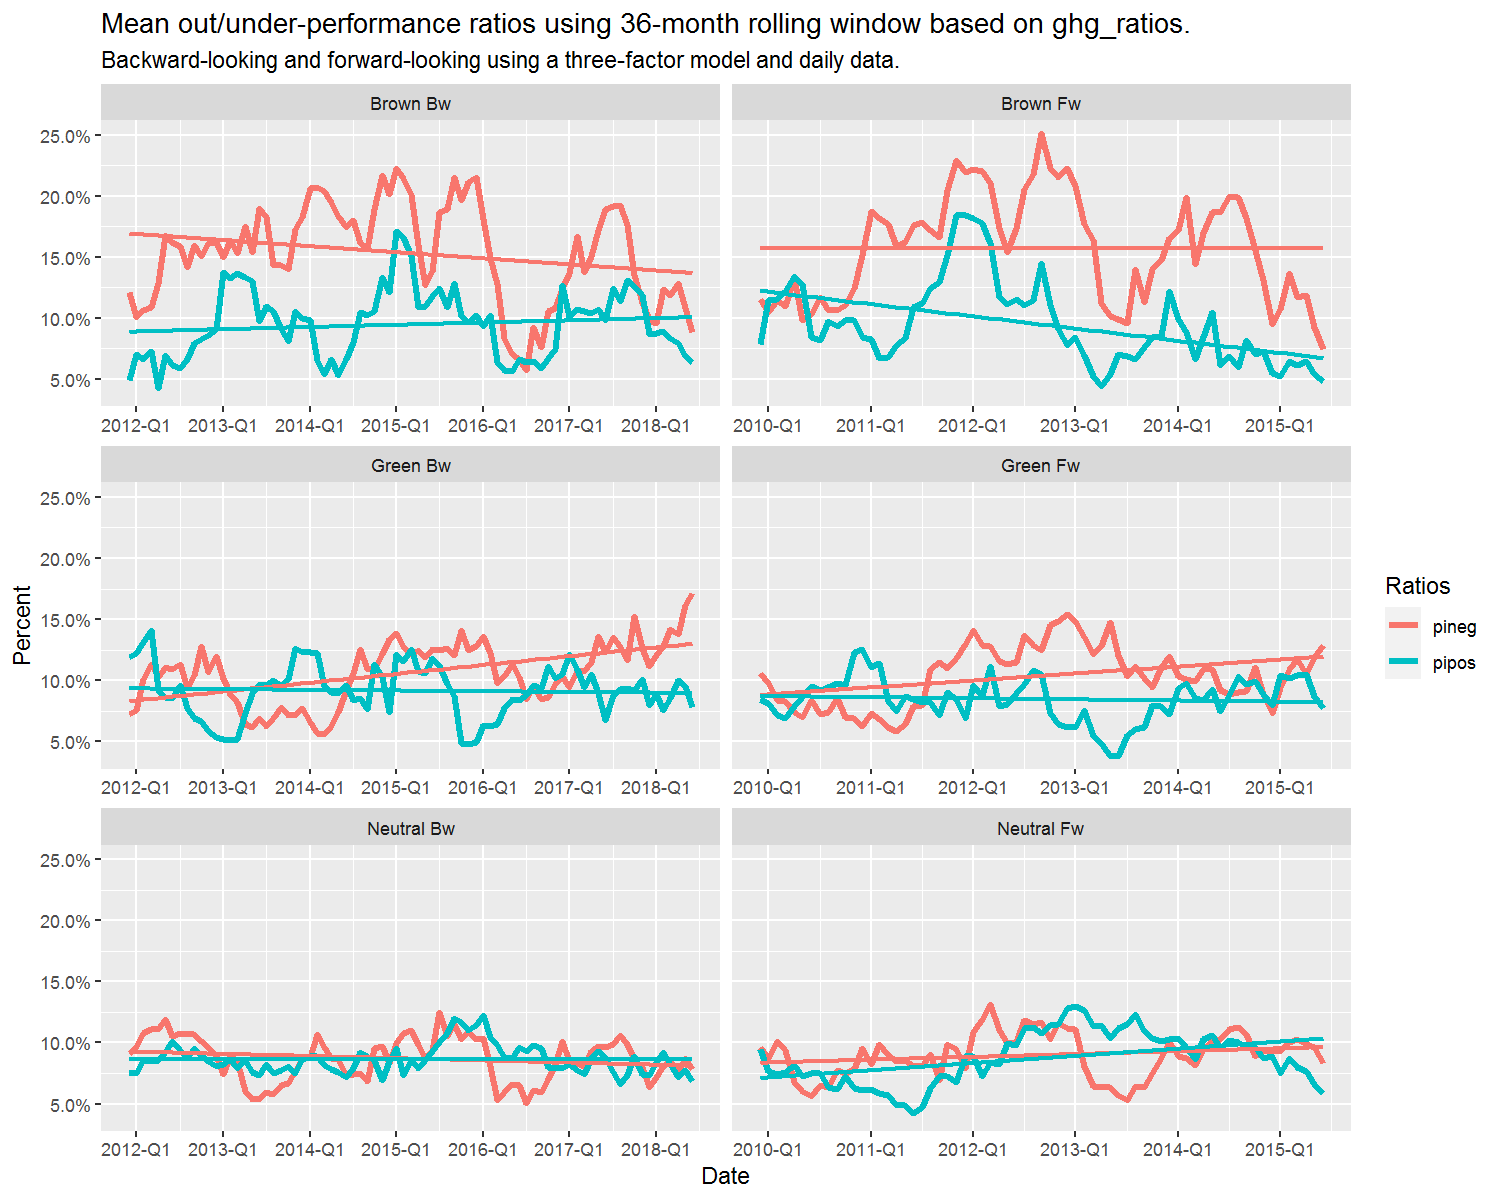 Mean out/under-performance ratios using 36-month rolling window based on ghg_ratios.
Backward-looking and forward-looking using a three-factor model and daily data.
Brown Bw
Brown Fw
25.0%
20.0%
15.0%
10.0%
5.0%
2012-Q1 2013-Q1 2014-Q1 2015-Q1 2016-Q1 2017-Q1 2018-Q1
2010-Q1 2011-Q1 2012-Q1 2013-Q1 2014-Q1 2015-Q1
Green Bw
Green Fw
25.0%
20.0%
15.0%
10.0%
5.0%
2012-Q1 2013-Q1 2014-Q1 2015-Q1 2016-Q1 2017-Q1 2018-Q1
2010-Q1 2011-Q1 2012-Q1 2013-Q1 2014-Q1 2015-Q1
Neutral Bw
Neutral Fw
25.0%
20.0%
15.0%
10.0%
5.0%
2012-Q1 2013-Q1 2014-Q1 2015-Q1 2016-Q1 2017-Q1 2018-Q1
2010-Q1 2011-Q1 2012-Q1 2013-Q1 2014-Q1 2015-Q1
Percent
Date
Ratios
pineg
pipos